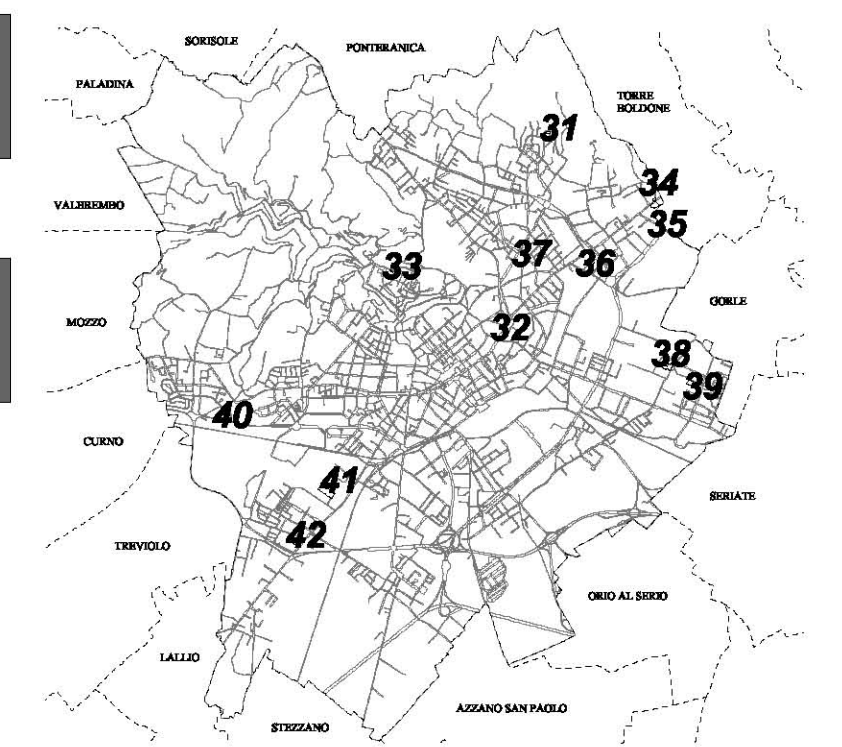 SORISOLE
PONTERANICA
PALADINA
TORRE
BOLDONE
31
34
VALBREMBO
35
37
36
33
GORLE
MOZZO
32
38
39
40
CURNO
41
SERIATE
42
TREVIOLO
ORIO AL SERIO
LALLIO
AZZANO SAN PAOLO
STEZZANO